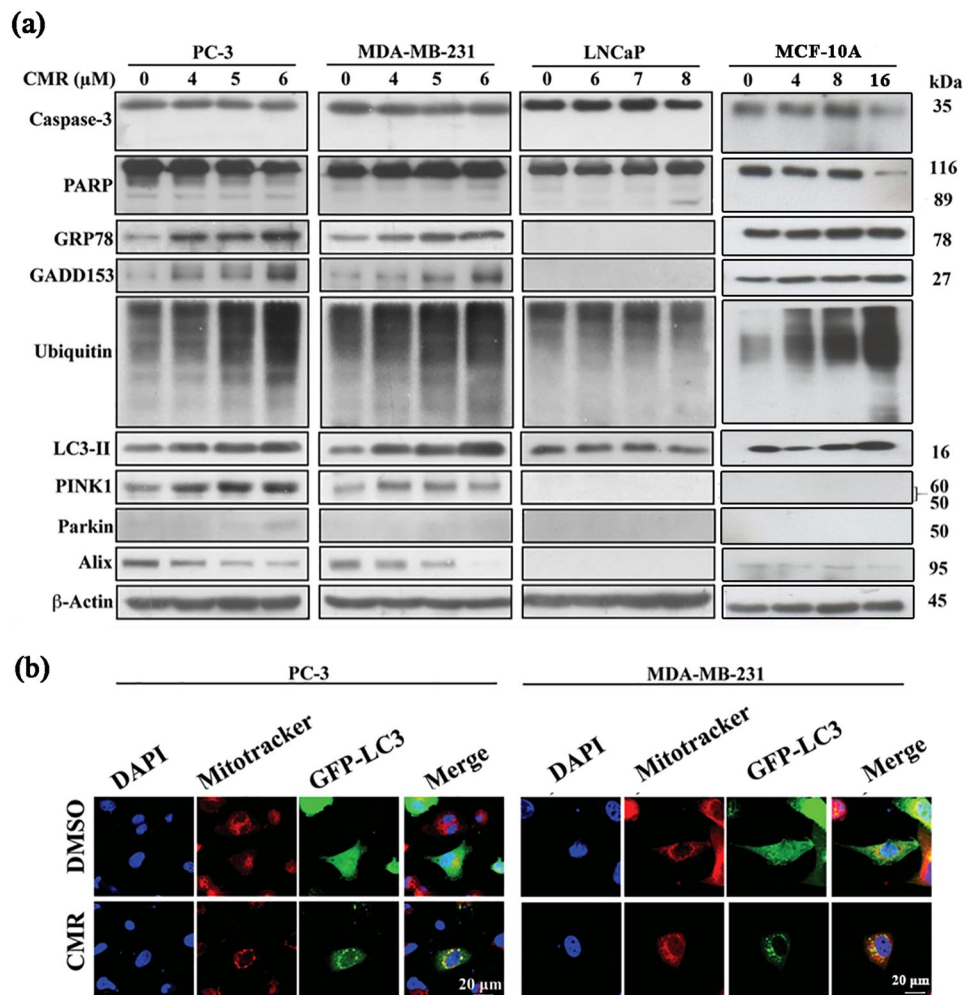 (a)
PC-3 MDA-MB-231 LNCaP MCF-10A
CMR (μM) 0 4 5 6 0 4 5 6 0 6 7 8 0 4 8 16 kDa
Caspase-3 35
PARP 116
89
GRP78 78
GADD153 27
Ubiquitin
LC3-II 16
PINK1 60
50
Parkin 50
Alix 95
β-Actin 45
(b)
PC-3 MDA-MB-231
DAPI Mitotracker GFP-LC3 Merge DAPI Mitotracker GFP-LC3 Merge
DMSO
CMR
20 μm 20 μm